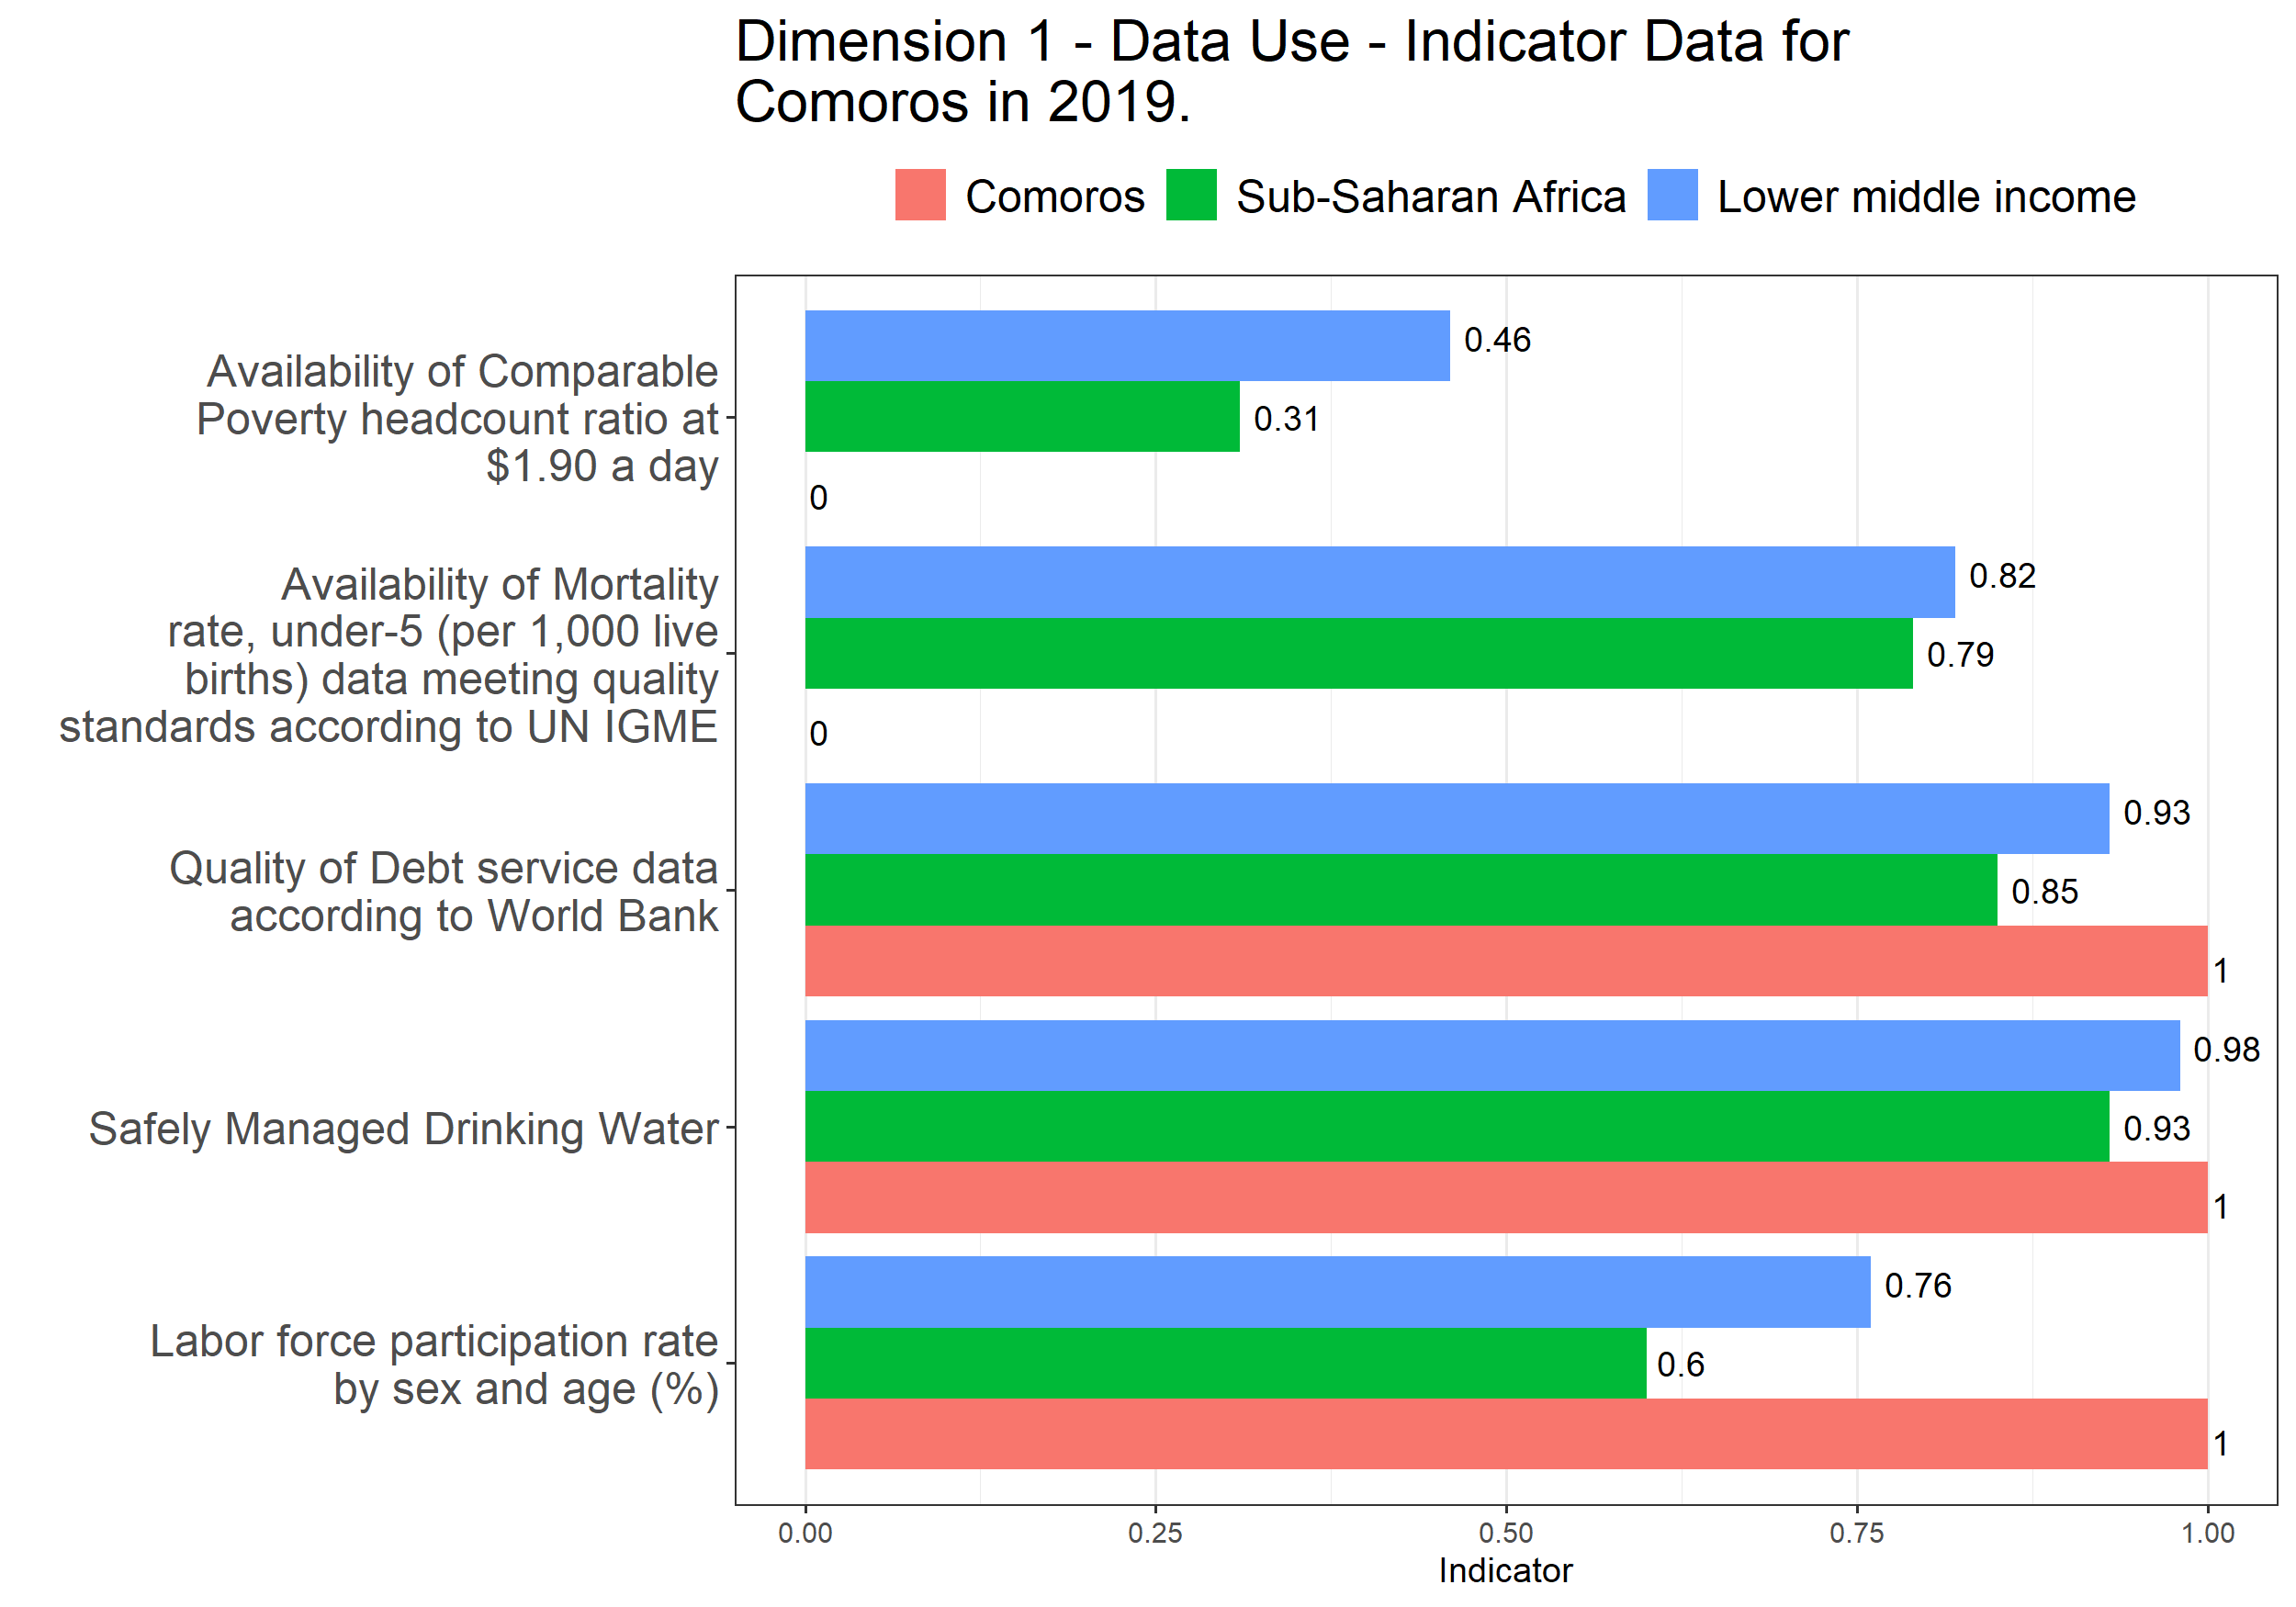 Dimension 1 - Data Use - Indicator Data for
Comoros in 2019.
Comoros
Sub-Saharan Africa
Lower middle income
Availability of Comparable
Poverty headcount ratio at
$1.90 a day
0.46
0.31
0
Availability of Mortality
rate, under-5 (per 1,000 live
births) data meeting quality
standards according to UN IGME
0.82
0.79
0
Quality of Debt service data
according to World Bank
0.93
0.85
1
Safely Managed Drinking Water
0.98
0.93
1
Labor force participation rate
by sex and age (%)
0.76
0.6
1
0.00 0.25 0.50 0.75 1.00
Indicator